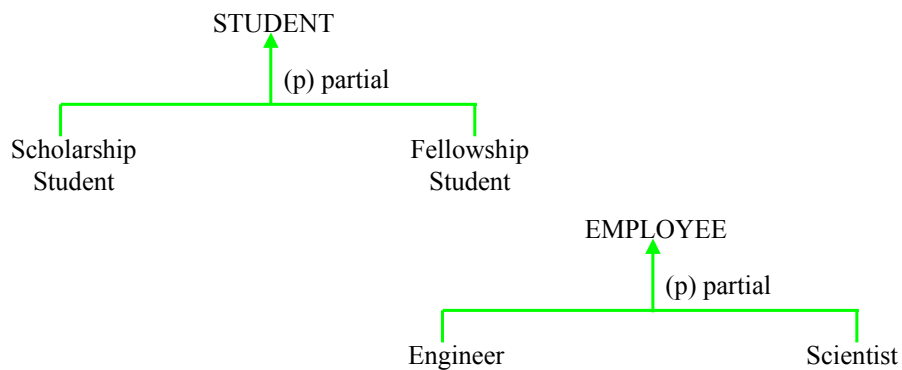 STUDENT
(p) partial
Scholarship
Student
Fellowship
Student
EMPLOYEE
(p) partial
Engineer
Scientist